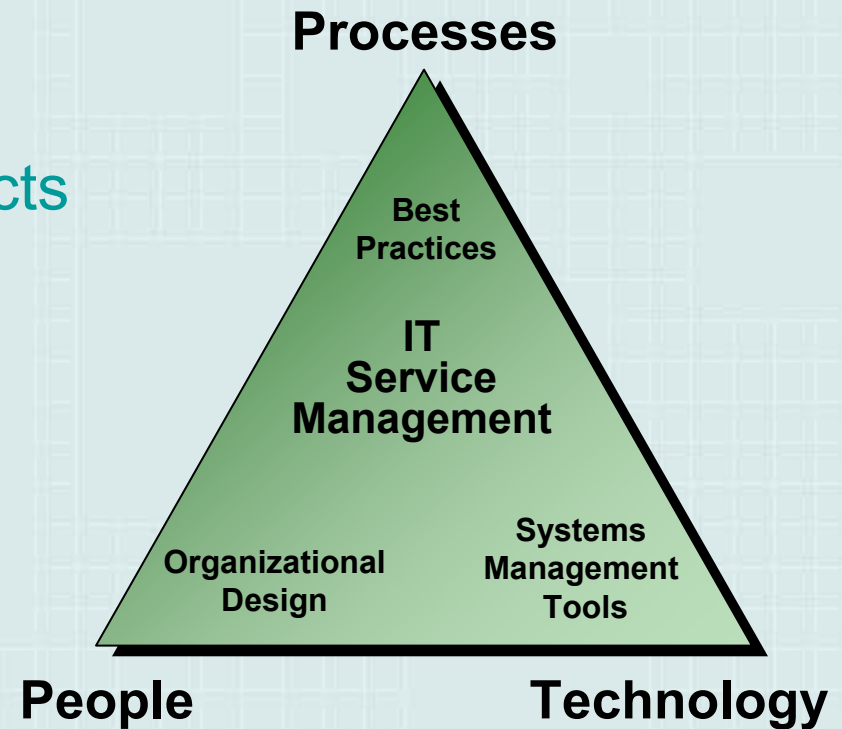 Processes
cts
Best
Practices
IT
Service
Management
Organizational
Design
Systems
Management
Tools
People
Technology